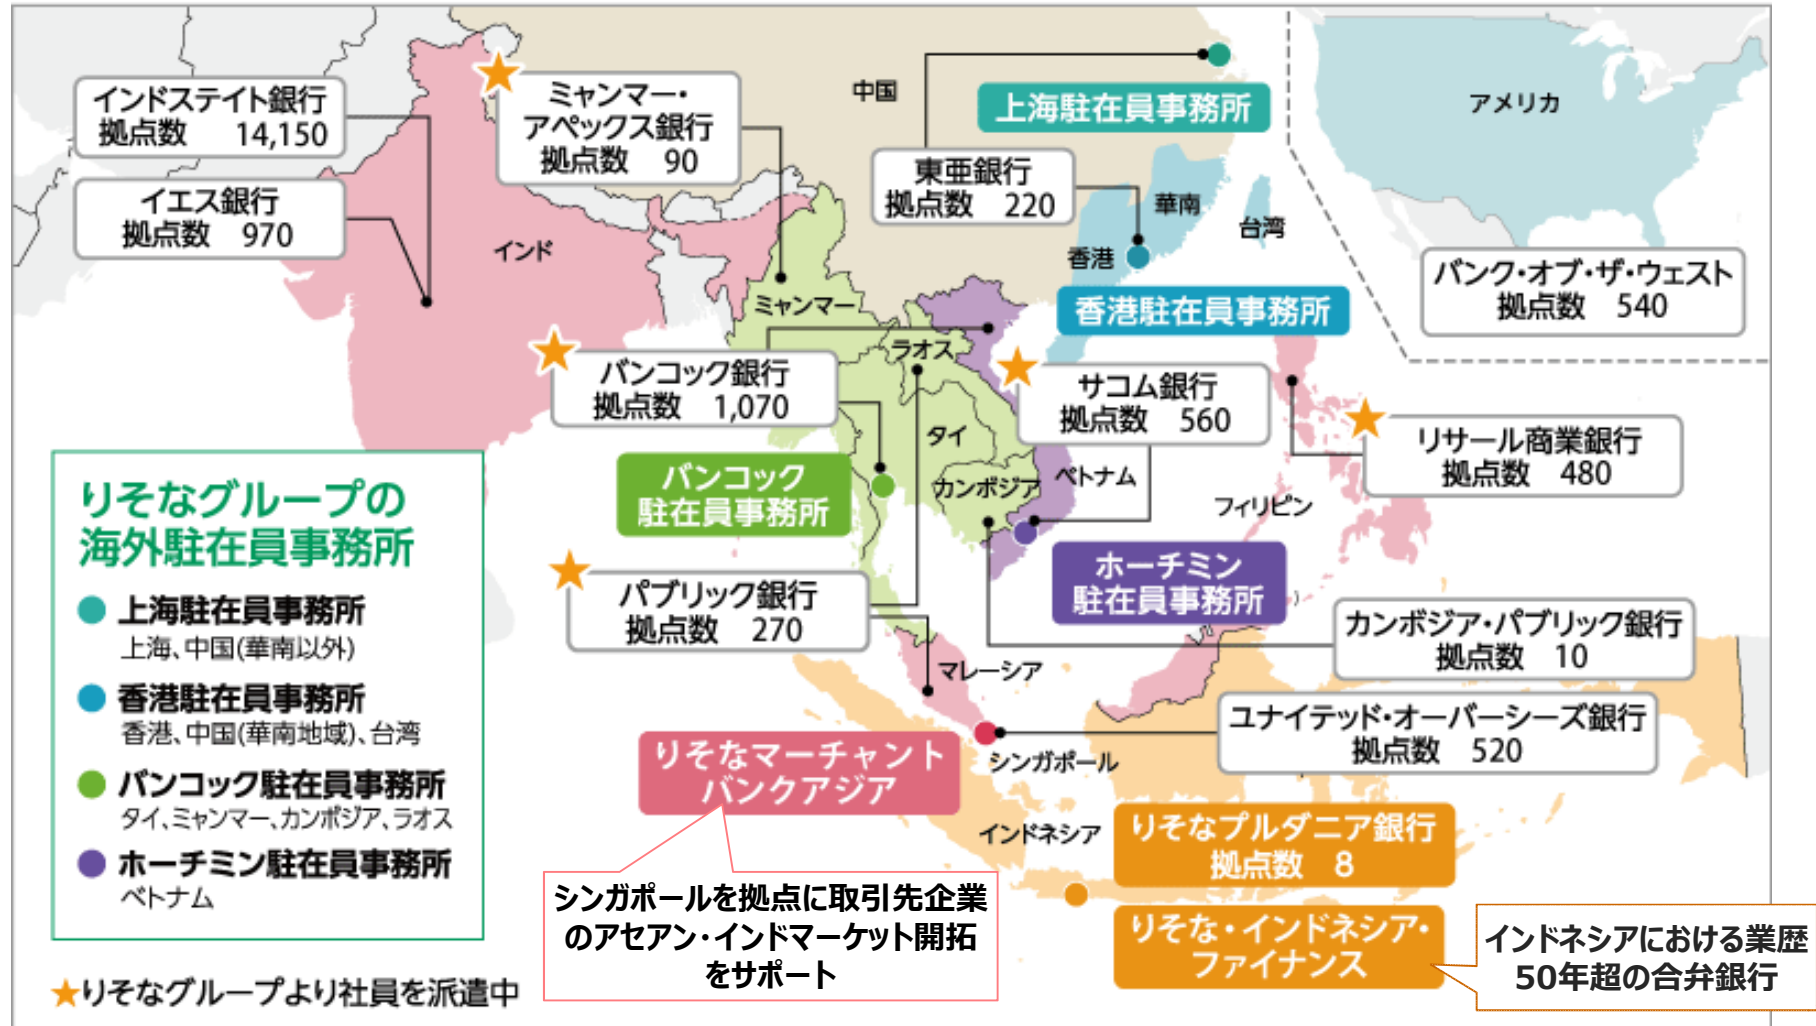 インドステイト銀行
拠点数 14,150
イエス銀行
拠点数 970
ミャンマー・
アペックス銀行
拠点数 90
中国
上海駐在員事務所
アメリカ
東亜銀行
拠点数 220
華南
台湾
香港
インド
ミャンマー
香港駐在員事務所
バンク・オブ・ザ・ウェスト
拠点数 540
ラオス
バンコック銀行
拠点数 1,070
サコム銀行
拠点数 560
タイ
リサール商業銀行
拠点数 480
バンコック
駐在員事務所
カンボジア
ベトナム
フィリピン
ホーチミン
駐在員事務所
パブリック銀行
拠点数 270
カンボジア・パブリック銀行
拠点数 10
マレーシア
ユナイテッド・オーバーシーズ銀行
拠点数 520
りそなマーチャント
バンクアジア
シンガポール
インドネシア
りそなプルダニア銀行
拠点数 8
シンガポールを拠点に取引先企業
のアセアン・インドマーケット開拓
をサポート
りそな・インドネシア・
ファイナンス
インドネシアにおける業歴
50年超の合弁銀行
りそなグループの
海外駐在員事務所
上海駐在員事務所
上海、中国(華南以外)
香港駐在員事務所
香港、中国(華南地域)、台湾
バンコック駐在員事務所
タイ、ミャンマー、カンボジア、ラオス
ホーチミン駐在員事務所
ベトナム
★りそなグループより社員を派遣中